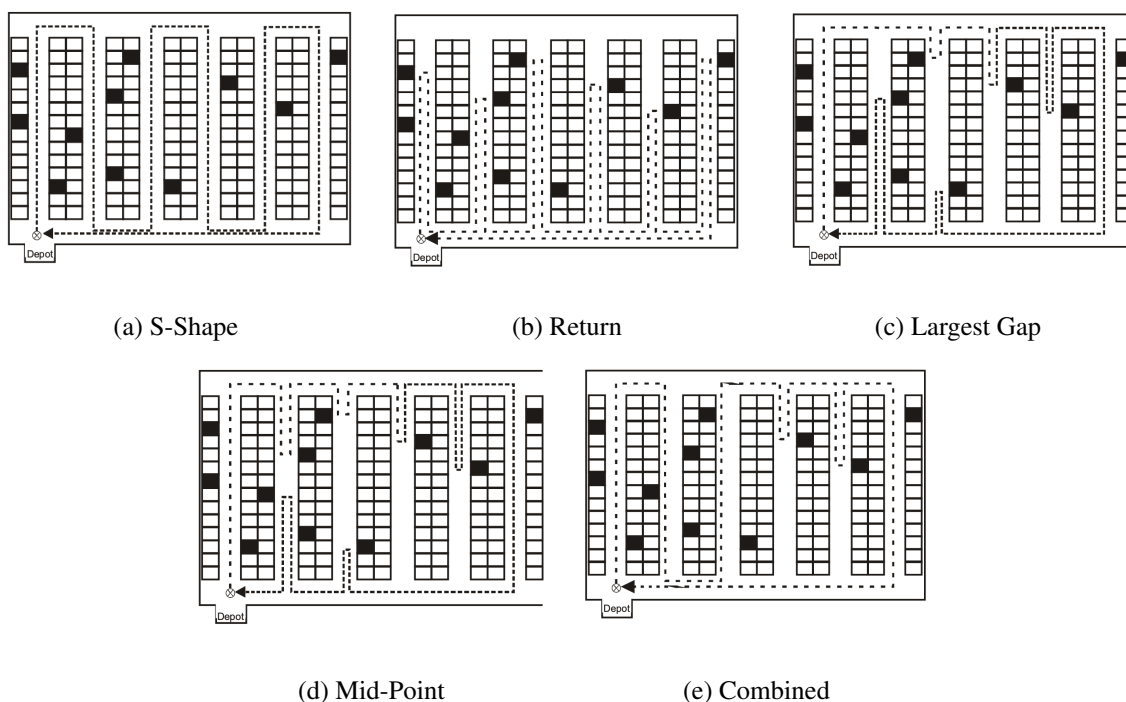 Depot
Depot
Depot
(a) S-Shape
(b) Return
(c) Largest Gap
Depot
Depot
(d) Mid-Point
(e) Combined